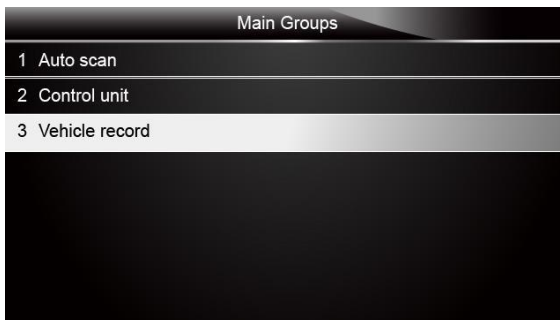 Main Groups
1 Auto scan
2 Control unit
3 Vehicle record